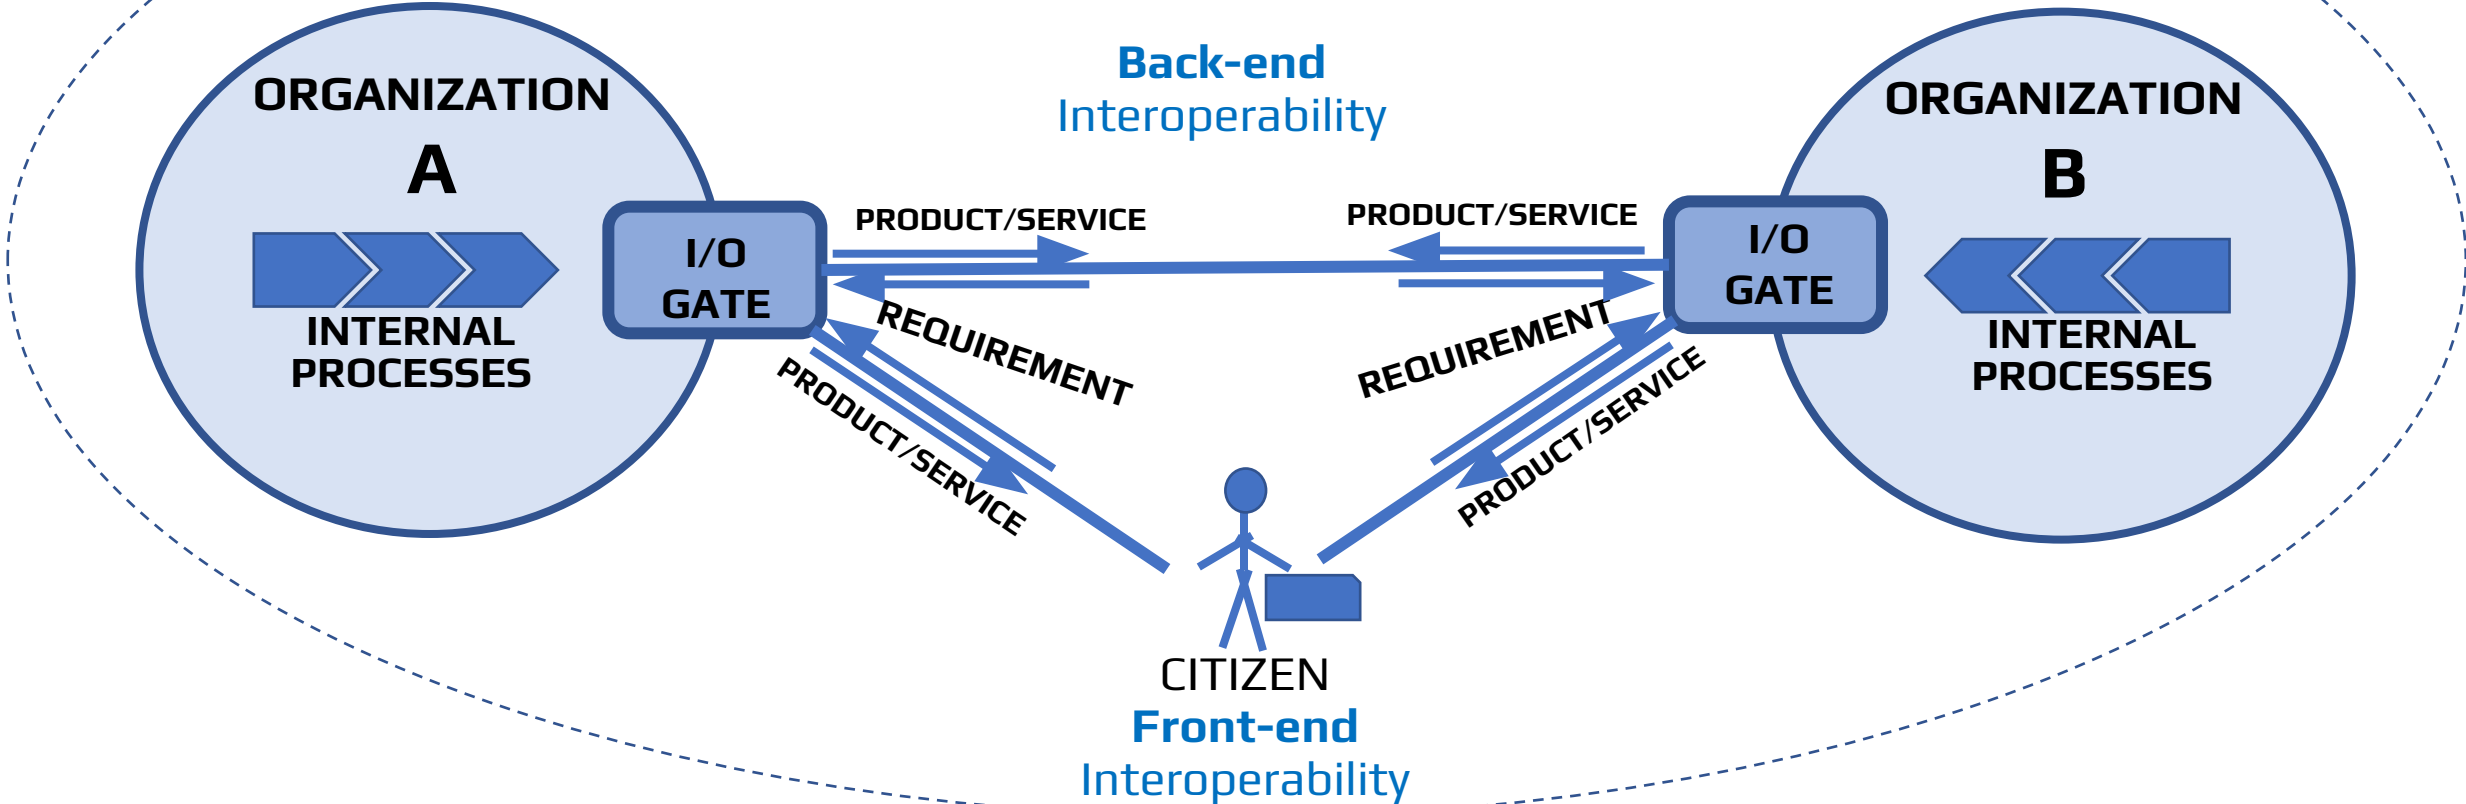 Back-end
Interoperability
ORGANIZATION
A
INTERNAL
PROCESSES
I/O
GATE
PRODUCT/SERVICE
REQUIREMENT
PRODUCT/SERVICE
PRODUCT/SERVICE
REQUIREMENT
PRODUCT/SERVICE
I/O
GATE
ORGANIZATION
B
INTERNAL
PROCESSES
CITIZEN
Front-end
Interoperability